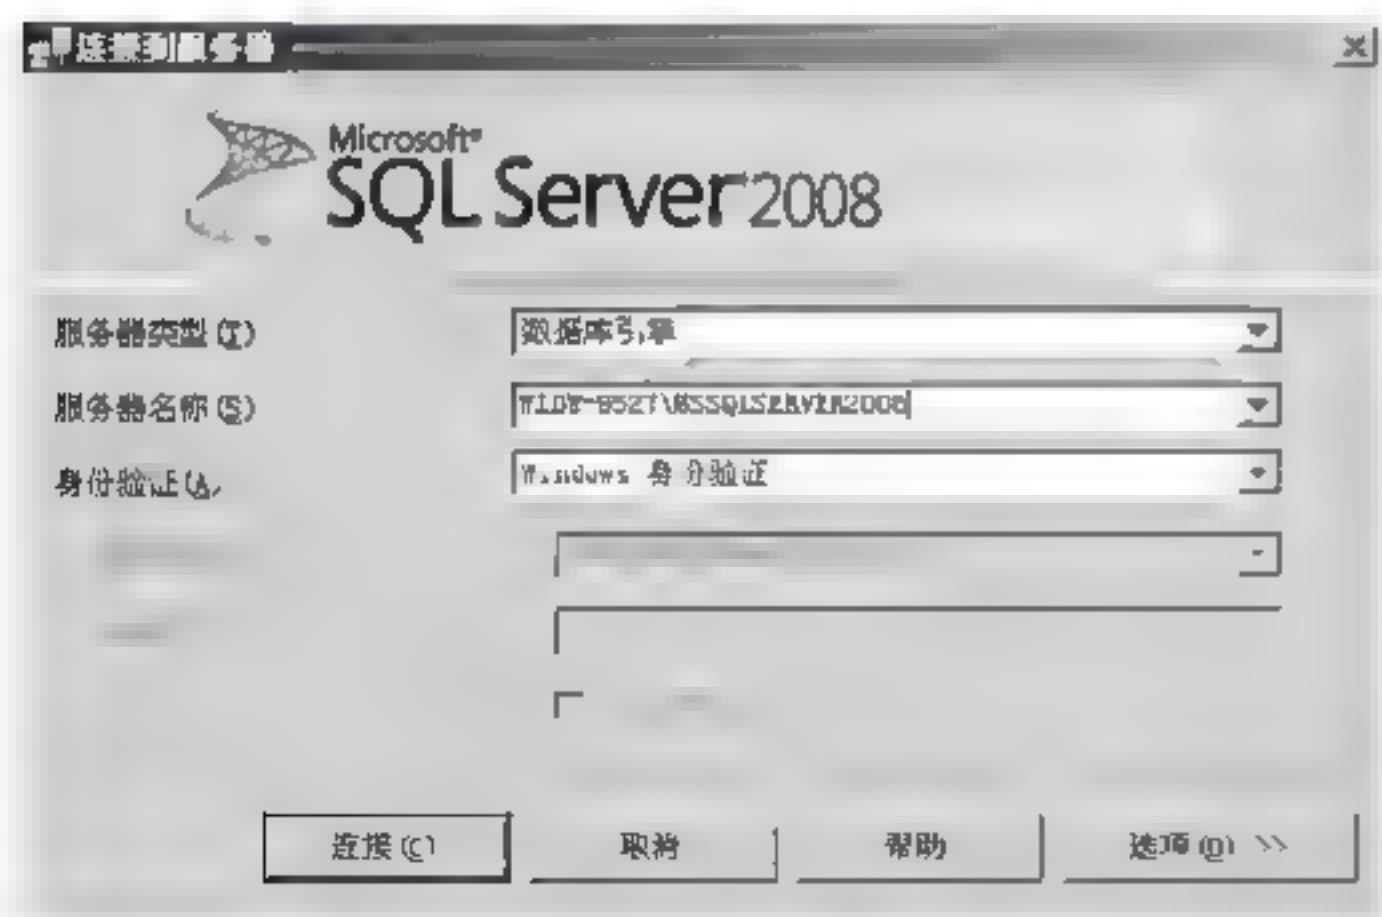 连接到服务器
Microsoft®
SQL Server 2008
服务器类型(T)
数据库引擎
服务器名称(S)
身份验证(A)
Windows 身份验证
连接(C)
取消
帮助
选项(O) >>